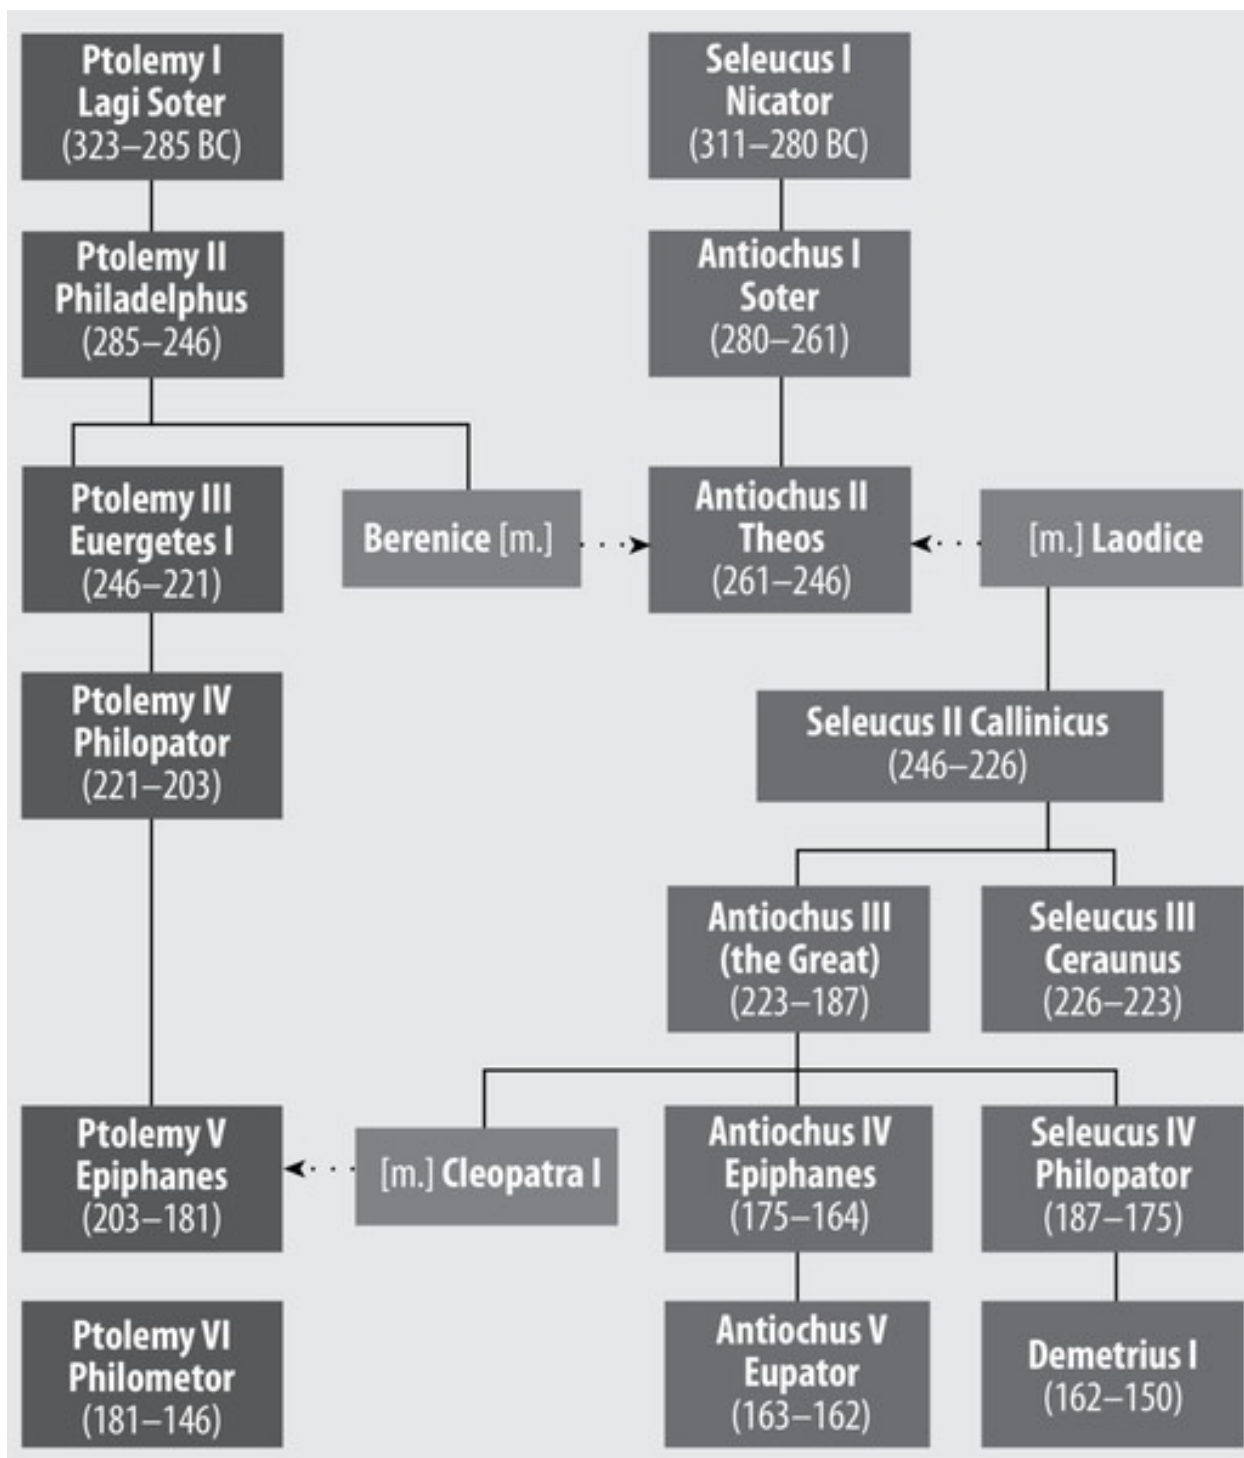 Ptolemy I
Lagi Soter
(323–285 BC)
Seleucus I
Nicator
(311–280 BC)
Ptolemy II
Philadelphus
(285–246)
Antiochus I
Soter
(280–261)
Ptolemy III
Euergetes I
(246–221)
Berenice [m.]
Antiochus II
Theos
(261–246)
[m.] Laodice
Ptolemy IV
Philopator
(221–203)
Seleucus II Callinicus
(246–226)
Antiochus III
(the Great)
(223–187)
Seleucus III
Ceraunus
(226–223)
Ptolemy V
Epiphanes
(203–181)
[m.] Cleopatra I
Antiochus IV
Epiphanes
(175–164)
Seleucus IV
Philopator
(187–175)
Ptolemy VI
Philometor
(181–146)
Antiochus V
Eupator
(163–162)
Demetrius I
(162–150)